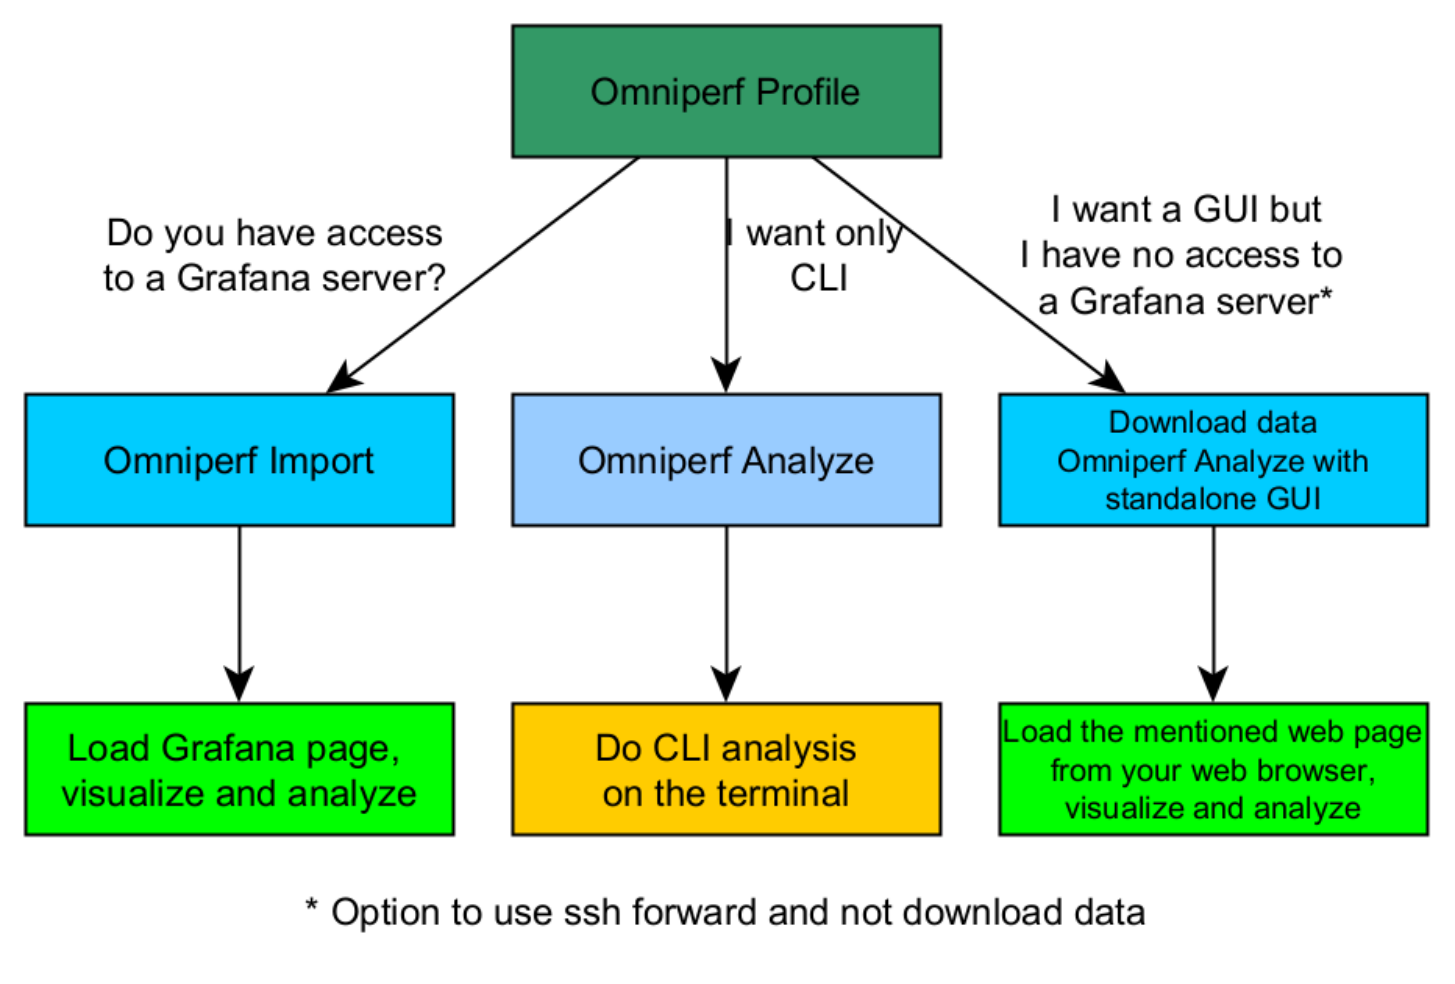 Omniperf Profile
Do you have access
to a Grafana server?
I want only
CLI
I want a GUI but
I have no access to
a Grafana server*
Omniperf Import
Omniperf Analyze
Download data
Omniperf Analyze with
standalone GUI
Load Grafana page,
visualize and analyze
Do CLI analysis
on the terminal
Load the mentioned web page
from your web browser,
visualize and analyze
* Option to use ssh forward and not download data